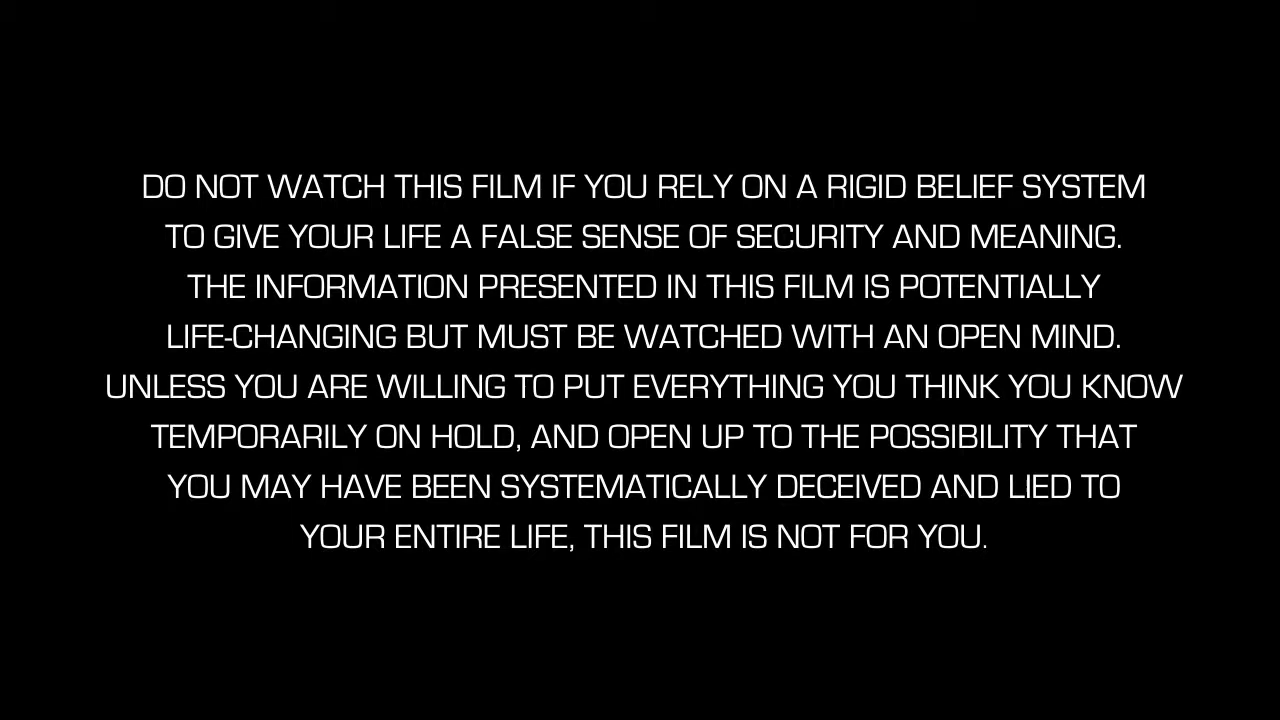 DO NOT WATCH THIS FILM IF YOU RELY ON A RIGID BELIEF SYSTEM
TO GIVE YOUR LIFE A FALSE SENSE OF SECURITY AND MEANING.
THE INFORMATION PRESENTED IN THIS FILM IS POTENTIALLY
LIFE-CHANGING BUT MUST BE WATCHED WITH AN OPEN MIND.
UNLESS YOU ARE WILLING TO PUT EVERYTHING YOU THINK YOU KNOW
TEMPORARILY ON HOLD, AND OPEN UP TO THE POSSIBILITY THAT
YOU MAY HAVE BEEN SYSTEMATICALLY DECEIVED AND LIED TO
YOUR ENTIRE LIFE, THIS FILM IS NOT FOR YOU.